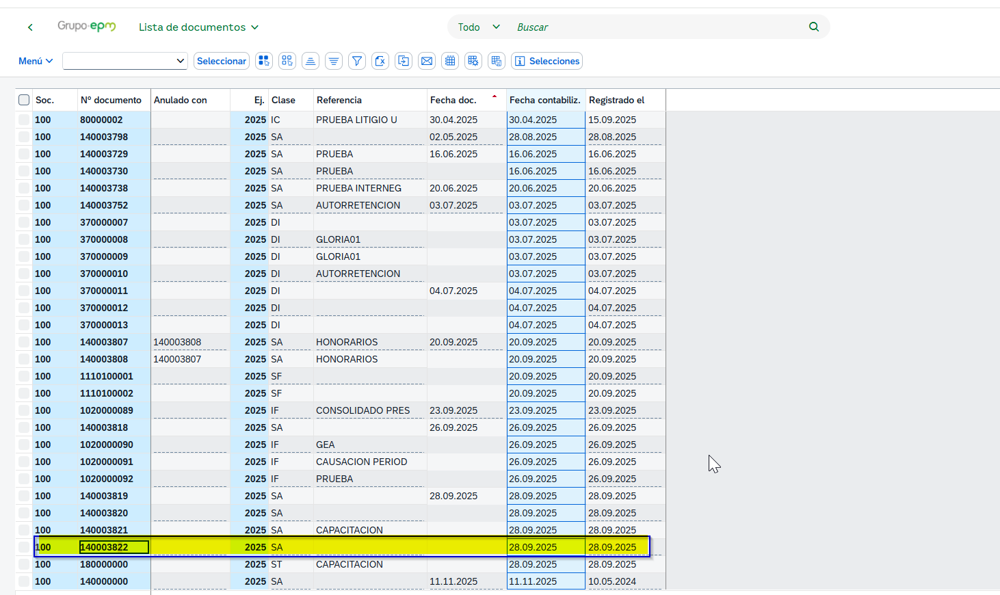 Grupo·epm Lista de documentos Todo Buscar
Menú Seleccionar Selecciones
Soc. Nº documento Anulado con Ej. Clase Referencia Fecha doc. Fecha contabiliz. Registrado el
100 80000002 2025 IC PRUEBA LITIGIO U 30.04.2025 30.04.2025 15.09.2025
100 140003798 2025 SA 02.05.2025 28.08.2025 28.08.2025
100 140003729 2025 SA PRUEBA 16.06.2025 16.06.2025 16.06.2025
100 140003730 2025 SA PRUEBA 16.06.2025 16.06.2025
100 140003738 2025 SA PRUEBA INTERNEG 20.06.2025 20.06.2025 20.06.2025
100 140003752 2025 SA AUTORRETENCION 03.07.2025 03.07.2025 03.07.2025
100 370000007 2025 DI 03.07.2025 03.07.2025
100 370000008 2025 DI GLORIA01 03.07.2025 03.07.2025
100 370000009 2025 DI GLORIA01 03.07.2025 03.07.2025
100 370000010 2025 DI AUTORRETENCION 03.07.2025 03.07.2025
100 370000011 2025 DI 04.07.2025 04.07.2025 04.07.2025
100 370000012 2025 DI 04.07.2025 04.07.2025
100 370000013 2025 DI 04.07.2025 04.07.2025
100 140003807 140003808 2025 SA HONORARIOS 20.09.2025 20.09.2025 20.09.2025
100 140003808 140003807 2025 SA HONORARIOS 20.09.2025 20.09.2025
100 1110100001 2025 SF 20.09.2025 20.09.2025
100 1110100002 2025 SF 20.09.2025 20.09.2025
100 1020000089 2025 IF CONSOLIDADO PRES 23.09.2025 23.09.2025 23.09.2025
100 140003818 2025 SA 26.09.2025 26.09.2025 26.09.2025
100 1020000090 2025 IF GEA 26.09.2025 26.09.2025
100 1020000091 2025 IF CAUSACION PERIOD 26.09.2025 26.09.2025
100 1020000092 2025 IF PRUEBA 26.09.2025 26.09.2025
100 140003819 2025 SA 28.09.2025 28.09.2025 28.09.2025
100 140003820 2025 SA 28.09.2025 28.09.2025
100 140003821 2025 SA CAPACITACION 28.09.2025 28.09.2025
100 140003822 2025 SA 28.09.2025 28.09.2025
100 180000000 2025 ST CAPACITACION 28.09.2025 28.09.2025
100 140000000 2025 SA 11.11.2025 11.11.2025 10.05.2024